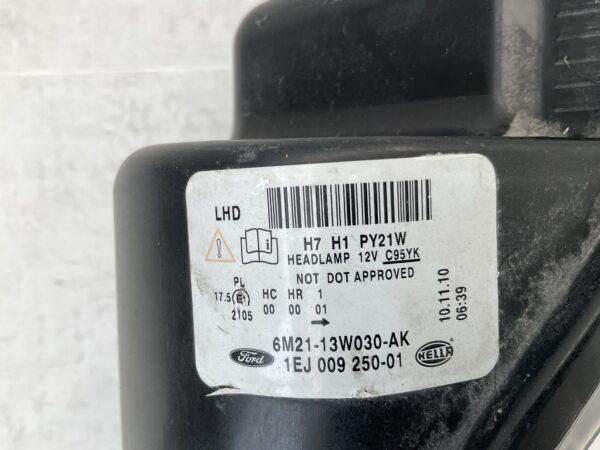 LHD
H7 H1 PY21W
HEADLAMP 12V C95YK
NOT DOT APPROVED
PL
17.5 E1 HC HR 1
2105 00 00 01
10.11.10
06:39
6M21-13W030-AK
Ford 1EJ 009 250-01 HELLA